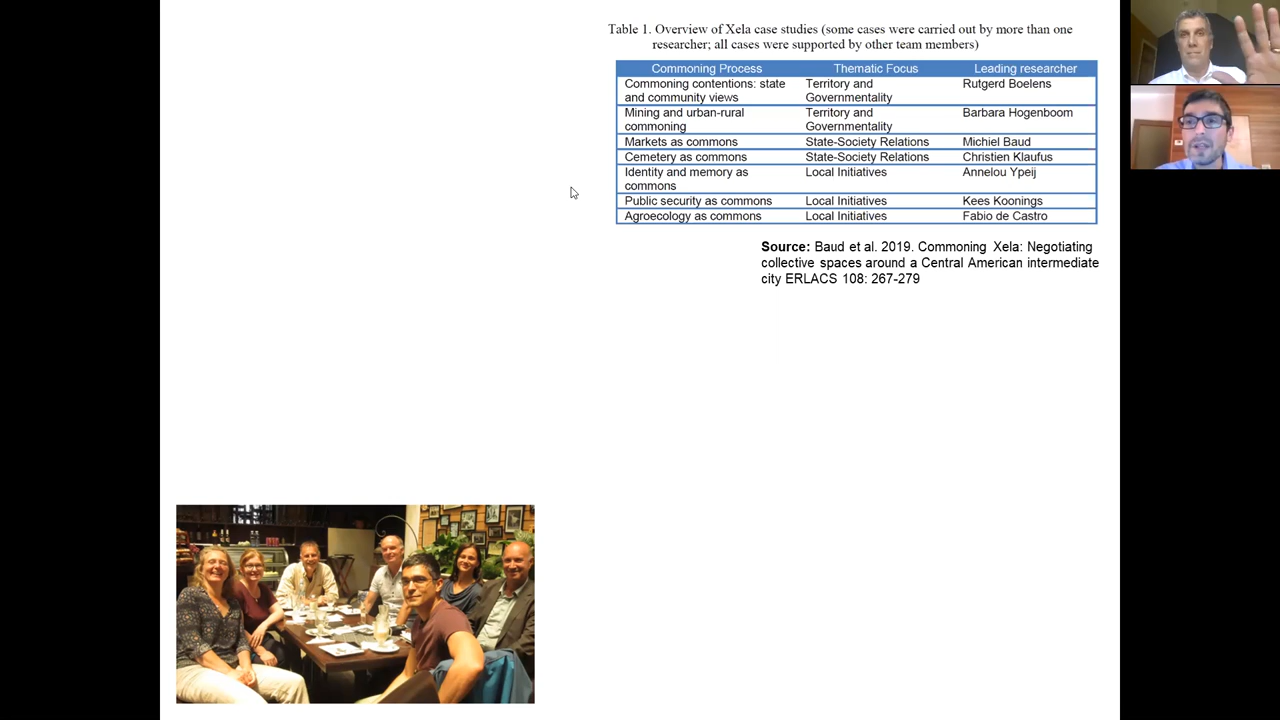 Table 1. Overview of Xela case studies (some cases were carried out by more than one
researcher; all cases were supported by other team members)
Commoning Process Thematic Focus Leading researcher
Commoning contentions: state and community views Territory and Governmentality Rutgerd Boelens
Mining and urban-rural commoning Territory and Governmentality Barbara Hogenboom
Markets as commons State-Society Relations Michiel Baud
Cemetery as commons State-Society Relations Christien Klaufus
Identity and memory as commons Local Initiatives Annelou Ypeij
Public security as commons Local Initiatives Kees Koonings
Agroecology as commons Local Initiatives Fabio de Castro
Source: Baud et al. 2019. Commoning Xela: Negotiating
collective spaces around a Central American intermediate
city ERLACS 108: 267-279